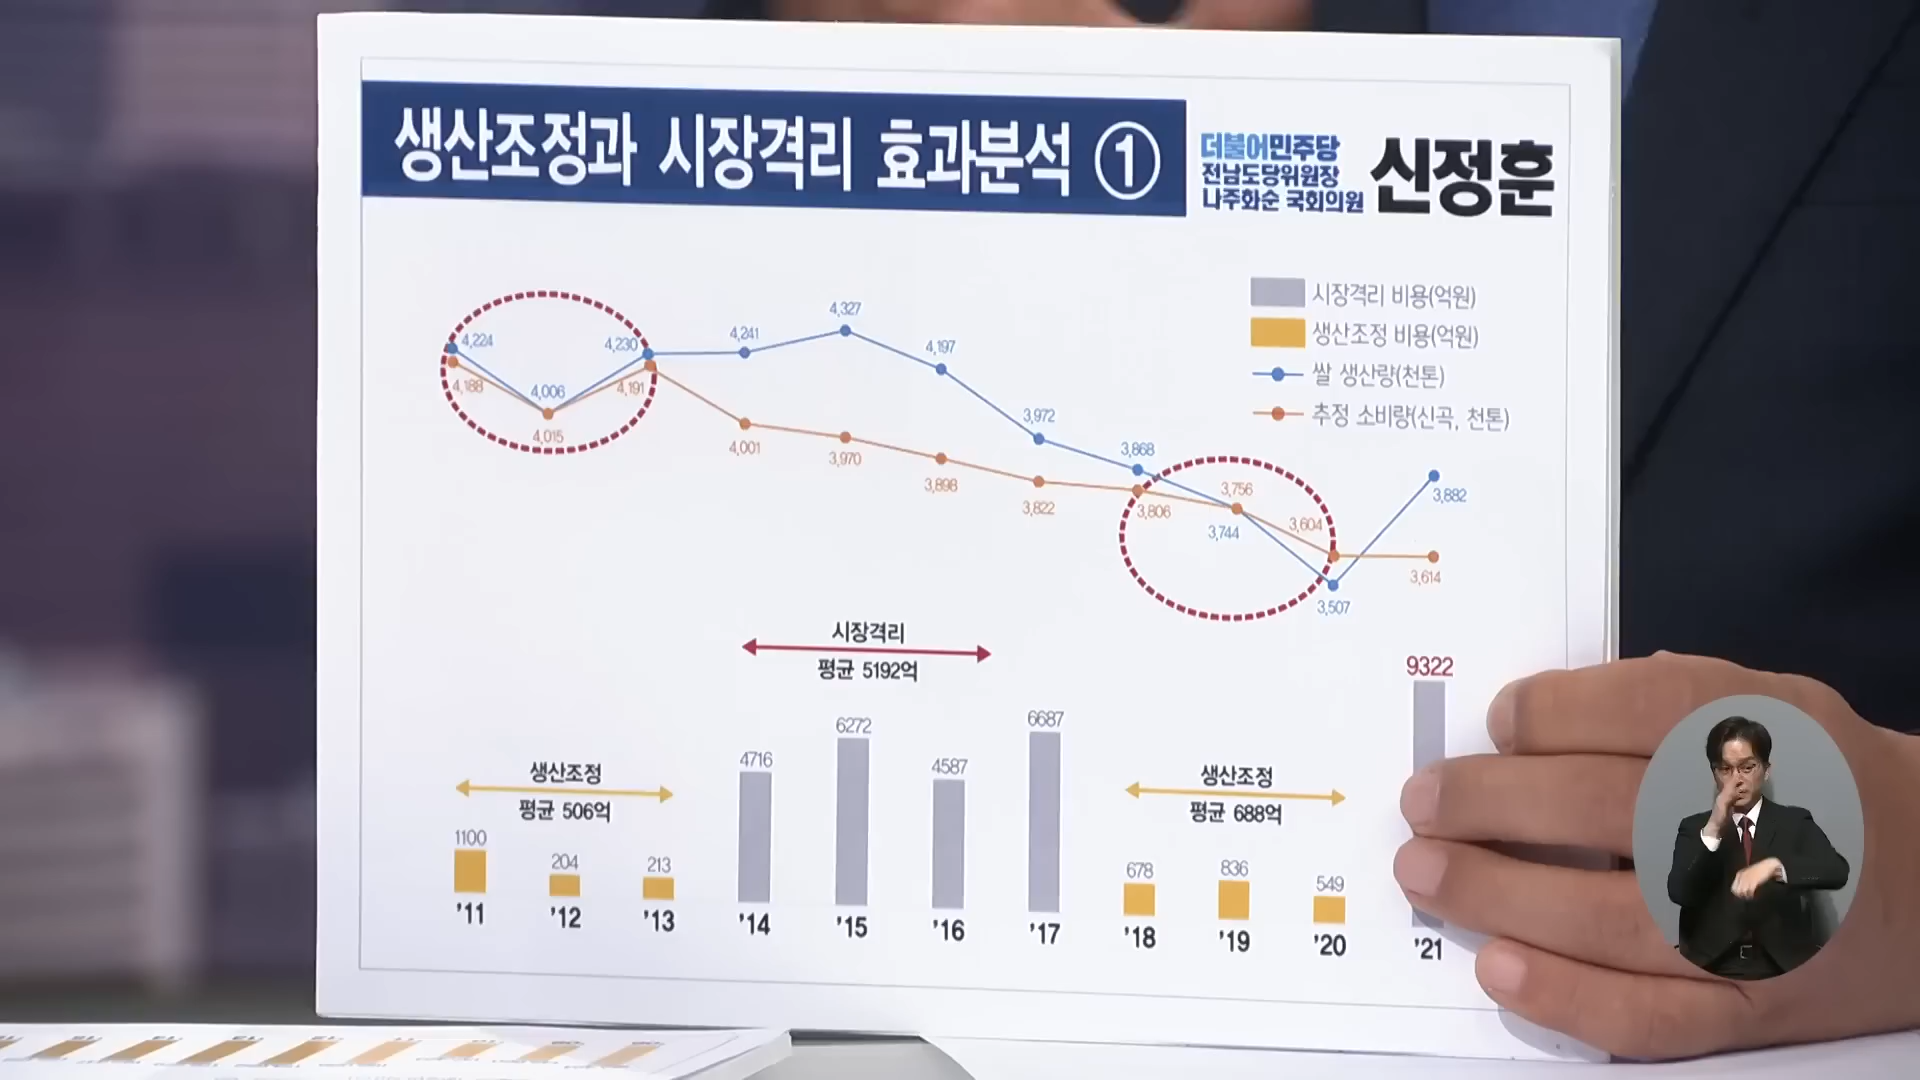 생산조정과 시장격리 효과분석 ①
더불어민주당
전남도당위원장
나주화순 국회의원
신정훈
시장격리 비용(억원)
생산조정 비용(억원)
쌀 생산량(천톤)
추정 소비량(신곡, 천톤)
4,224
4,006
4,230
4,241
4,327
4,197
3,972
3,868
3,744
3,507
3,882
4,188
4,015
4,191
4,001
3,970
3,898
3,822
3,806
3,756
3,604
3,614
시장격리
평균 5192억
생산조정
평균 506억
생산조정
평균 688억
1100
204
213
4716
6272
4587
6687
678
836
549
9322
'11
'12
'13
'14
'15
'16
'17
'18
'19
'20
'21